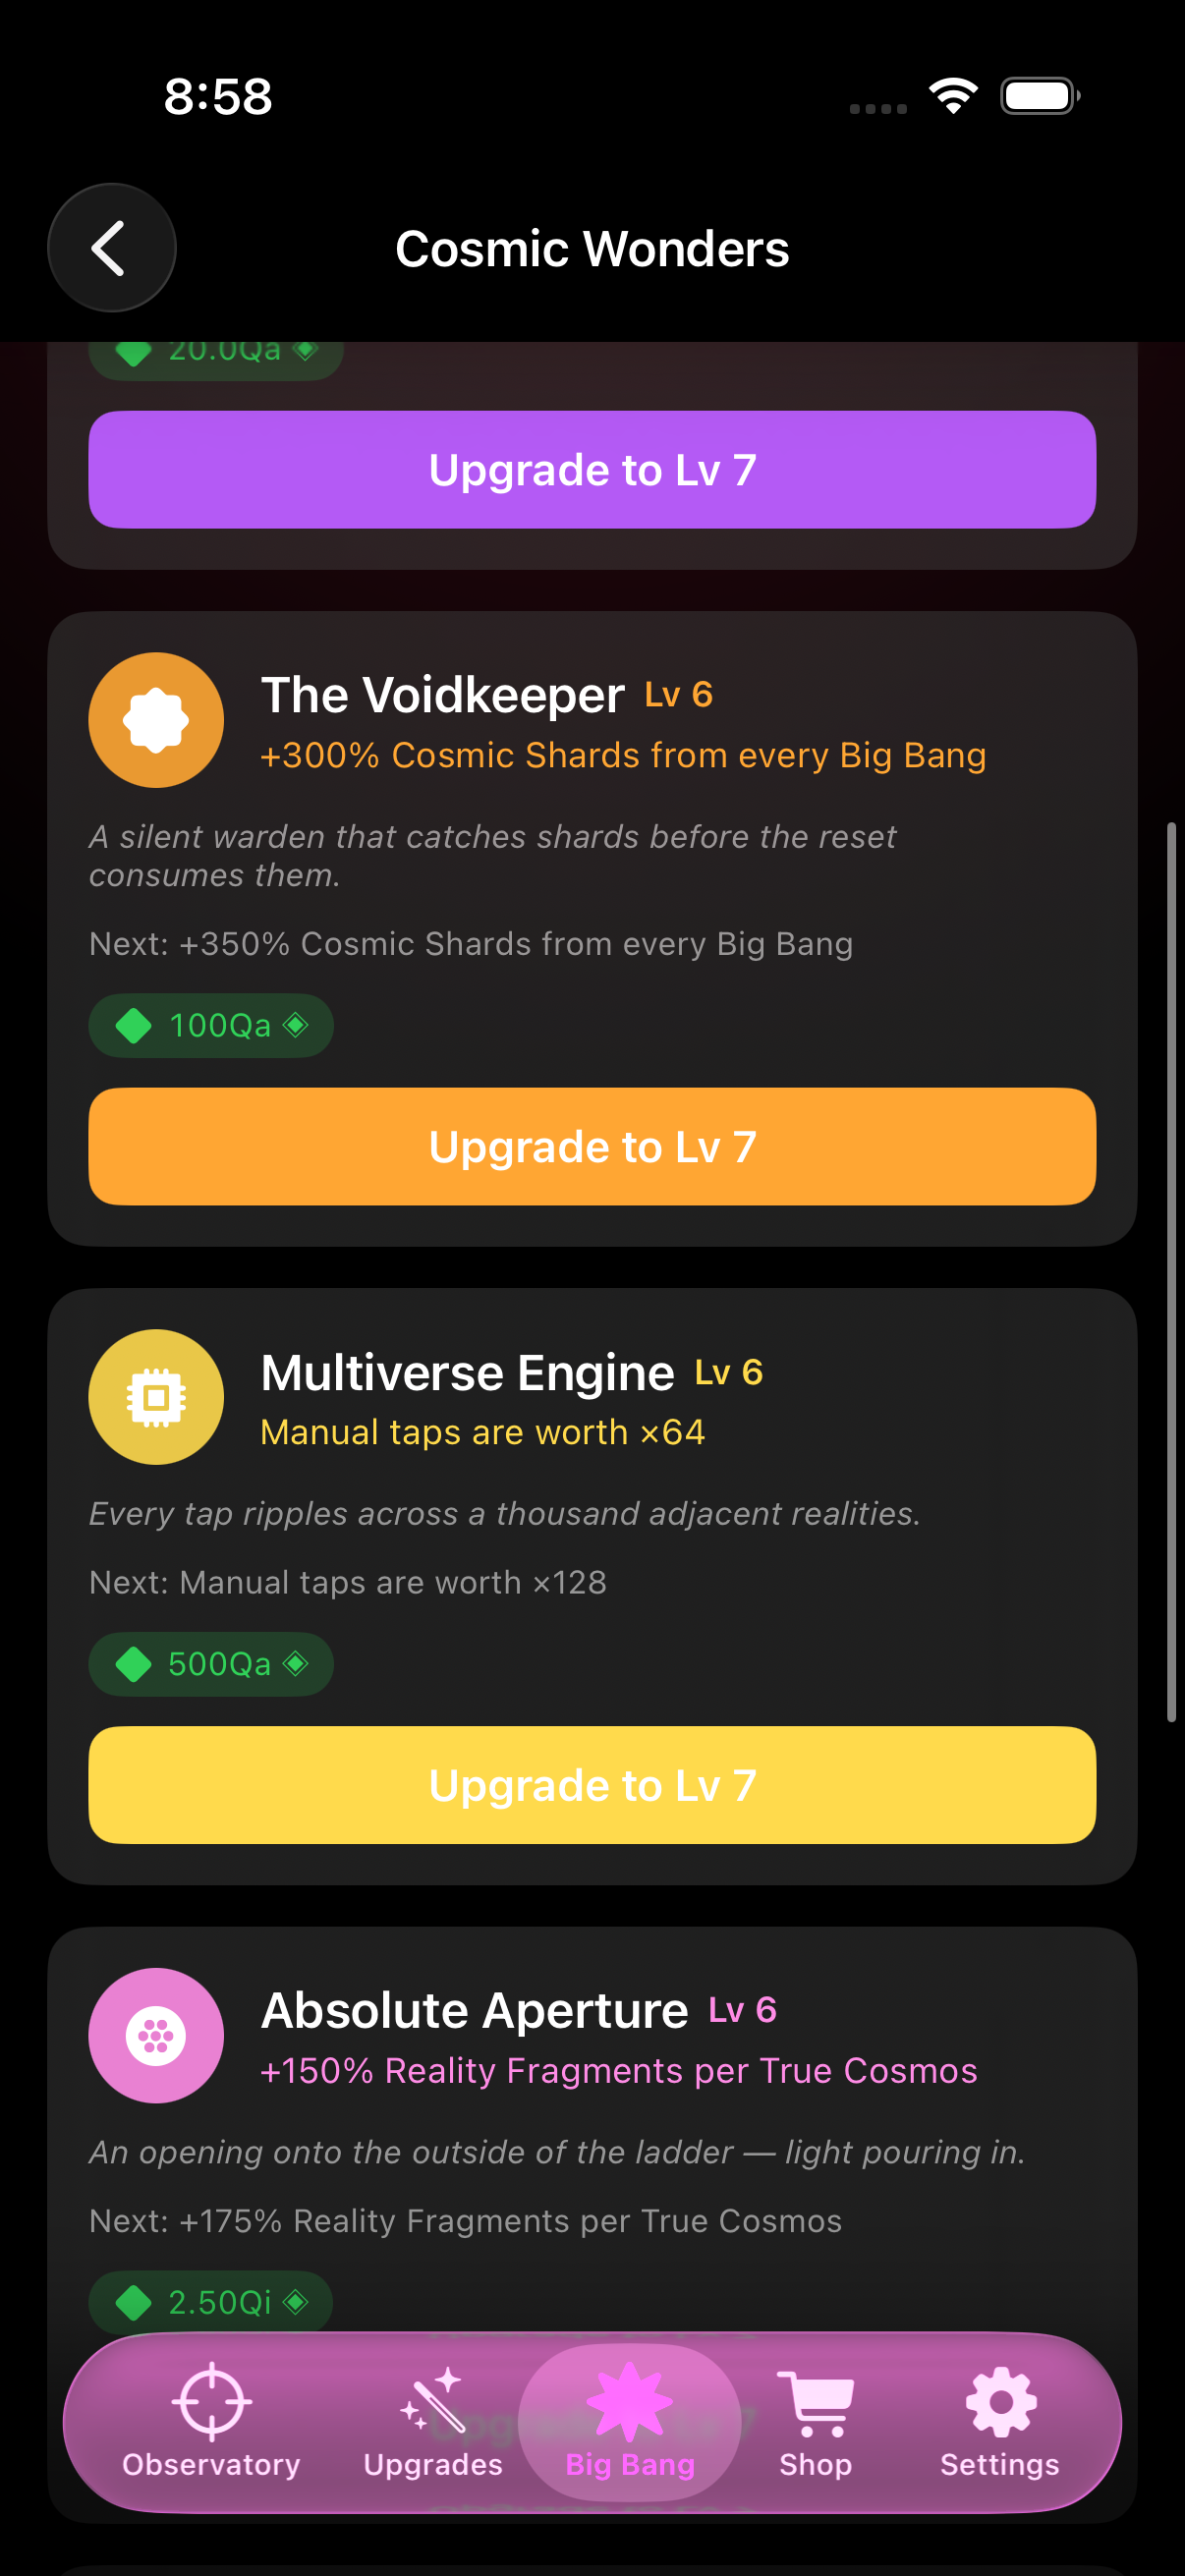 8:58
Cosmic Wonders
20.0Qa ◈
Upgrade to Lv 7
The Voidkeeper Lv 6
+300% Cosmic Shards from every Big Bang
A silent warden that catches shards before the reset
consumes them.
Next: +350% Cosmic Shards from every Big Bang
100Qa ◈
Upgrade to Lv 7
Multiverse Engine Lv 6
Manual taps are worth ×64
Every tap ripples across a thousand adjacent realities.
Next: Manual taps are worth ×128
500Qa ◈
Upgrade to Lv 7
Absolute Aperture Lv 6
+150% Reality Fragments per True Cosmos
An opening onto the outside of the ladder — light pouring in.
Next: +175% Reality Fragments per True Cosmos
2.50Qi ◈
Observatory Upgrades Big Bang Shop Settings